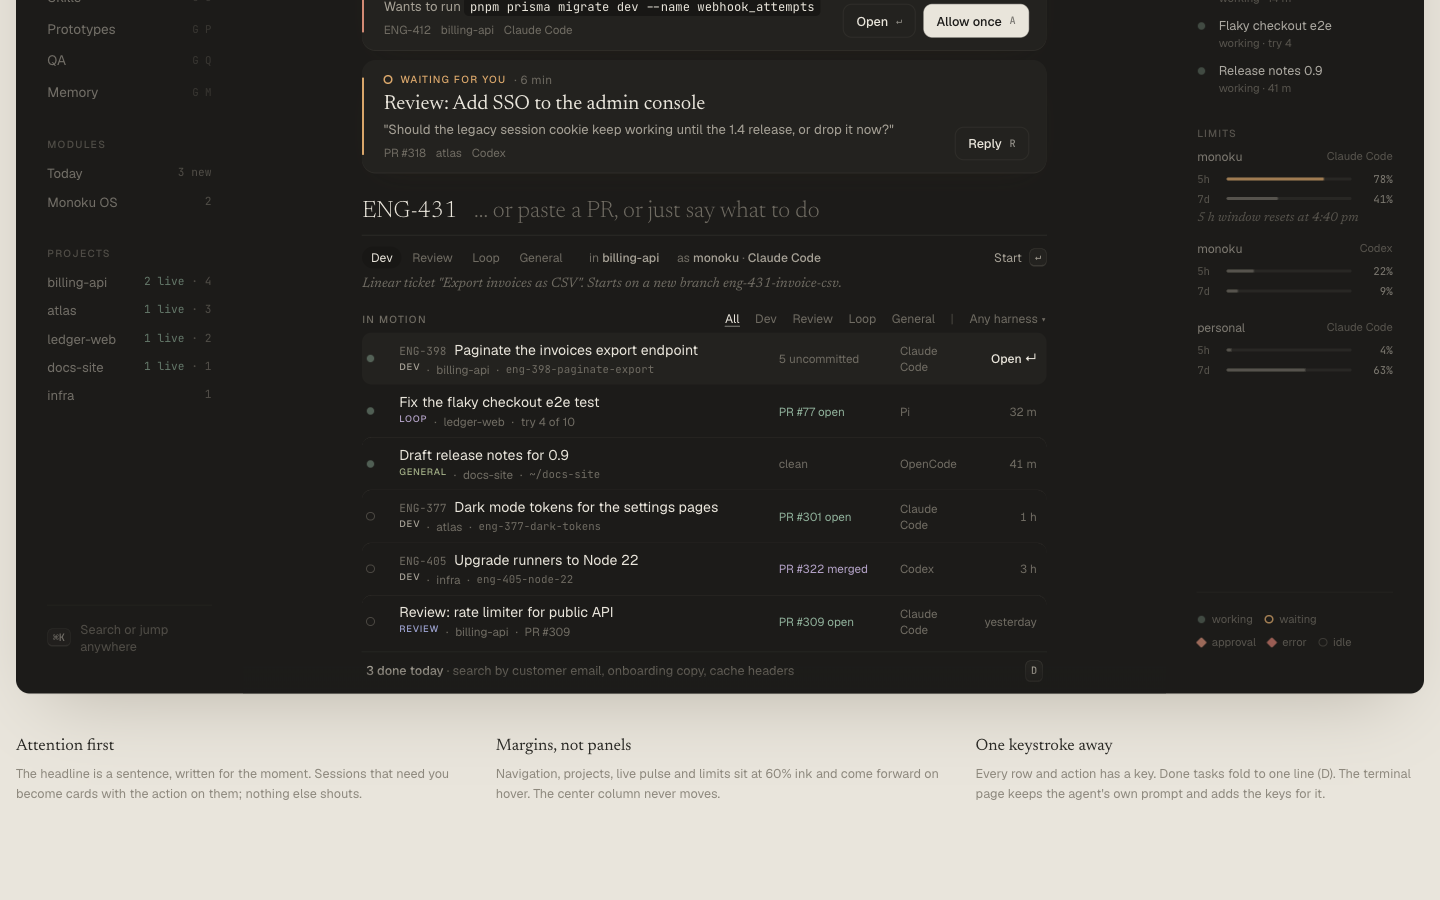 Prototypes G P
QA G Q
Memory G M
MODULES
Today 3 new
Monoku OS 2
PROJECTS
billing-api 2 live · 4
atlas 1 live · 3
ledger-web 1 live · 2
docs-site 1 live · 1
infra 1
⌘K Search or jump
anywhere
Wants to run pnpm prisma migrate dev --name webhook_attempts
ENG-412 billing-api Claude Code
Open ↵ Allow once A
WAITING FOR YOU · 6 min
Review: Add SSO to the admin console
"Should the legacy session cookie keep working until the 1.4 release, or drop it now?"
PR #318 atlas Codex
Reply R
ENG-431 ... or paste a PR, or just say what to do
Dev Review Loop General in billing-api as monoku · Claude Code Start ↵
Linear ticket "Export invoices as CSV". Starts on a new branch eng-431-invoice-csv.
IN MOTION All Dev Review Loop General | Any harness ▾
ENG-398 Paginate the invoices export endpoint
DEV · billing-api · eng-398-paginate-export
5 uncommitted
Claude
Code
Open ↵
Fix the flaky checkout e2e test
LOOP · ledger-web · try 4 of 10
PR #77 open
Pi
32 m
Draft release notes for 0.9
GENERAL · docs-site · ~/docs-site
clean
OpenCode
41 m
ENG-377 Dark mode tokens for the settings pages
DEV · atlas · eng-377-dark-tokens
PR #301 open
Claude
Code
1 h
ENG-405 Upgrade runners to Node 22
DEV · infra · eng-405-node-22
PR #322 merged
Codex
3 h
Review: rate limiter for public API
REVIEW · billing-api · PR #309
PR #309 open
Claude
Code
yesterday
3 done today · search by customer email, onboarding copy, cache headers D
Flaky checkout e2e
working · try 4
Release notes 0.9
working · 41 m
LIMITS
monoku Claude Code
5h 78%
7d 41%
5 h window resets at 4:40 pm
monoku Codex
5h 22%
7d 9%
personal Claude Code
5h 4%
7d 63%
working waiting
approval error idle
Attention first
The headline is a sentence, written for the moment. Sessions that need you
become cards with the action on them; nothing else shouts.
Margins, not panels
Navigation, projects, live pulse and limits sit at 60% ink and come forward on
hover. The center column never moves.
One keystroke away
Every row and action has a key. Done tasks fold to one line (D). The terminal
page keeps the agent's own prompt and adds the keys for it.